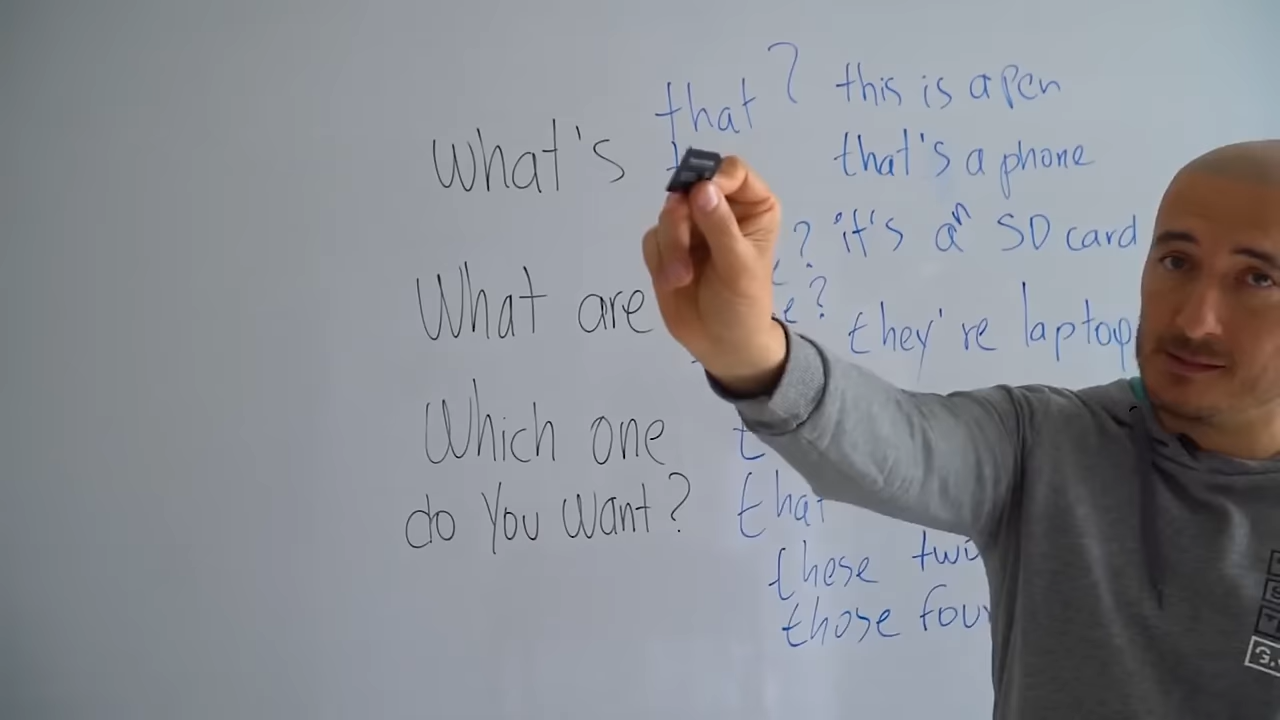 that? this is a pen
What's that's a phone
? it's an SD card
What are e? they're laptop
Which one
do You want? that
these two
those four